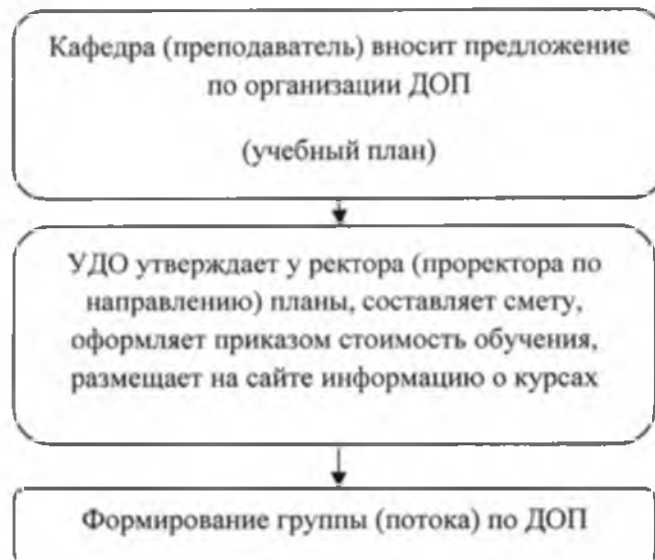 Кафедра (преподаватель) вносит предложение
по организации ДОП
(учебный план)
УДО утверждает у ректора (проректора по
направлению) планы, составляет смету,
оформляет приказом стоимость обучения,
размещает на сайте информацию о курсах
Формирование группы (потока) по ДОП